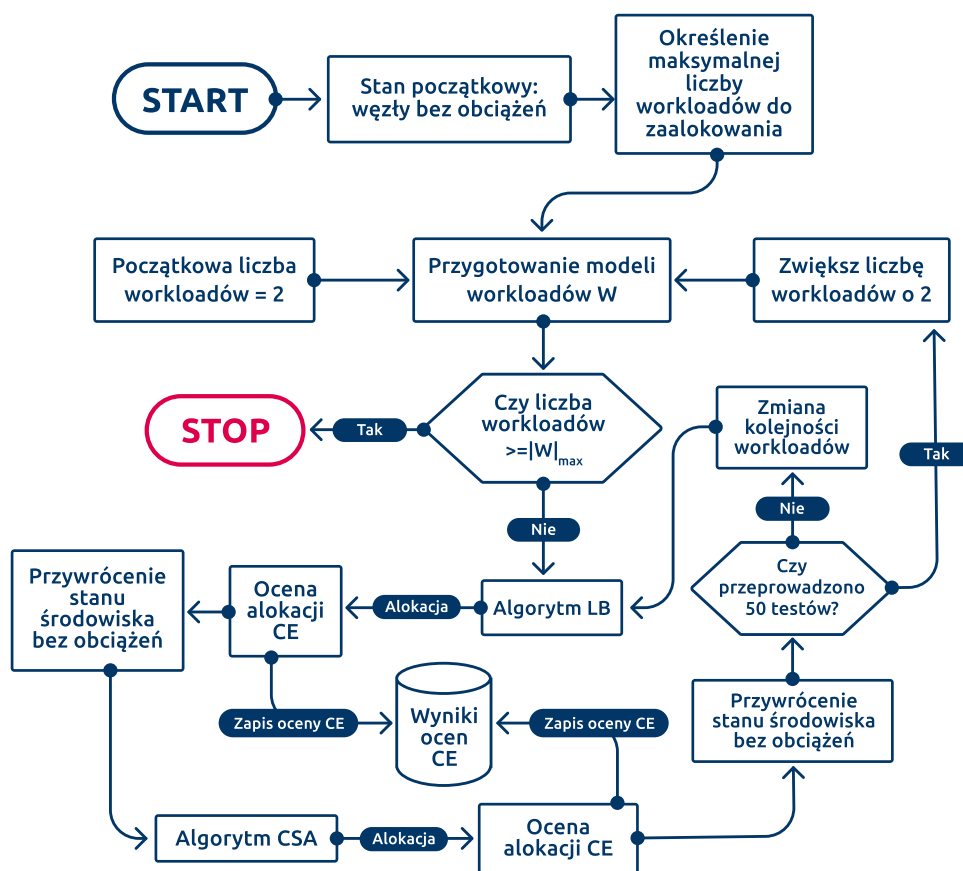 START
Stan początkowy:
węzły bez obciążeń
Określenie
maksymalnej
liczby
workloadów do
zaalokowania
Początkowa liczba
workloadów = 2
Przygotowanie modeli
workloadów W
Zwiększ liczbę
workloadów o 2
STOP
Tak
Czy liczba
workloadów
>=|W|max
Zmiana
kolejności
workloadów
Tak
Nie
Nie
Przywrócenie
stanu
środowiska
bez obciążeń
Ocena
alokacji
CE
Alokacja
Algorytm LB
Czy
przeprowadzono
50 testów?
Zapis oceny CE
Wyniki
ocen
CE
Zapis oceny CE
Przywrócenie
stanu środowiska
bez obciążeń
Algorytm CSA
Alokacja
Ocena
alokacji CE